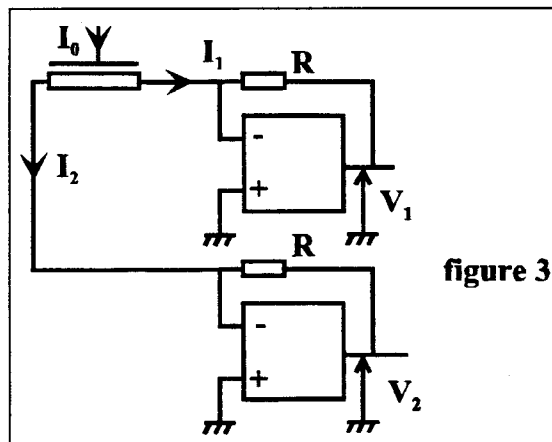 I₀
I₁
R
-
+
V₁
I₂
R
figure 3
-
+
V₂